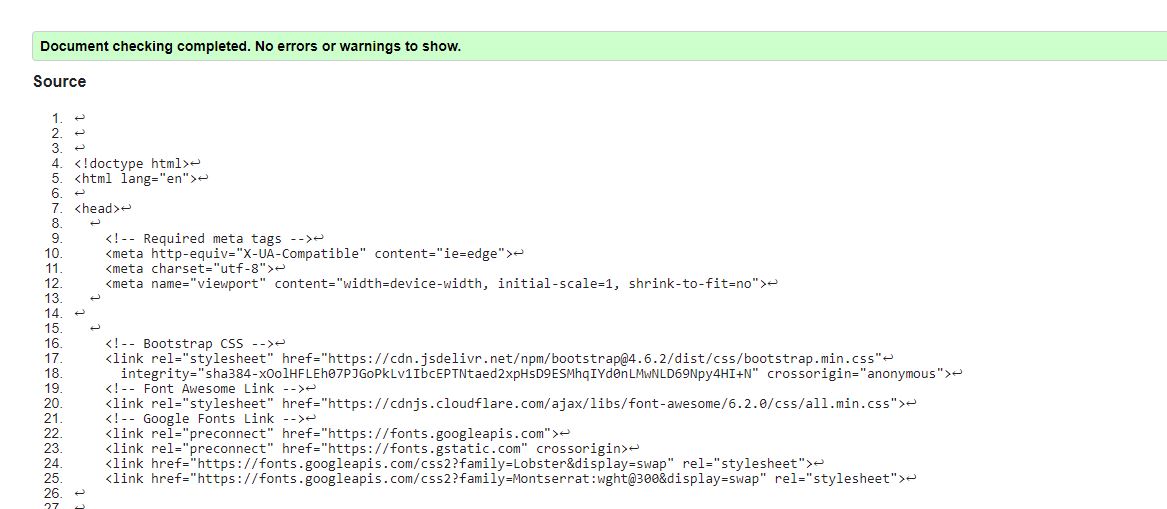 Document checking completed. No errors or warnings to show.
Source
1. ↩
2. ↩
3. ↩
4. <!doctype html>↩
5. <html lang="en">↩
6. ↩
7. <head>↩
8. ↩
9. <!-- Required meta tags -->↩
10. <meta http-equiv="X-UA-Compatible" content="ie=edge">↩
11. <meta charset="utf-8">↩
12. <meta name="viewport" content="width=device-width, initial-scale=1, shrink-to-fit=no">↩
13. ↩
14. ↩
15. ↩
16. <!-- Bootstrap CSS -->↩
17. <link rel="stylesheet" href="https://cdn.jsdelivr.net/npm/bootstrap@4.6.2/dist/css/bootstrap.min.css"↩
18. integrity="sha384-xOolHFLEh07PJGoPkLv1IbcEPTNtaed2xpHsD9ESMhqIYd0nLMwNLD69Npy4HI+N" crossorigin="anonymous">↩
19. <!-- Font Awesome Link -->↩
20. <link rel="stylesheet" href="https://cdnjs.cloudflare.com/ajax/libs/font-awesome/6.2.0/css/all.min.css">↩
21. <!-- Google Fonts Link -->↩
22. <link rel="preconnect" href="https://fonts.googleapis.com">↩
23. <link rel="preconnect" href="https://fonts.gstatic.com" crossorigin>↩
24. <link href="https://fonts.googleapis.com/css2?family=Lobster&display=swap" rel="stylesheet">↩
25. <link href="https://fonts.googleapis.com/css2?family=Montserrat:wght@300&display=swap" rel="stylesheet">↩
26. ↩
27. ↩